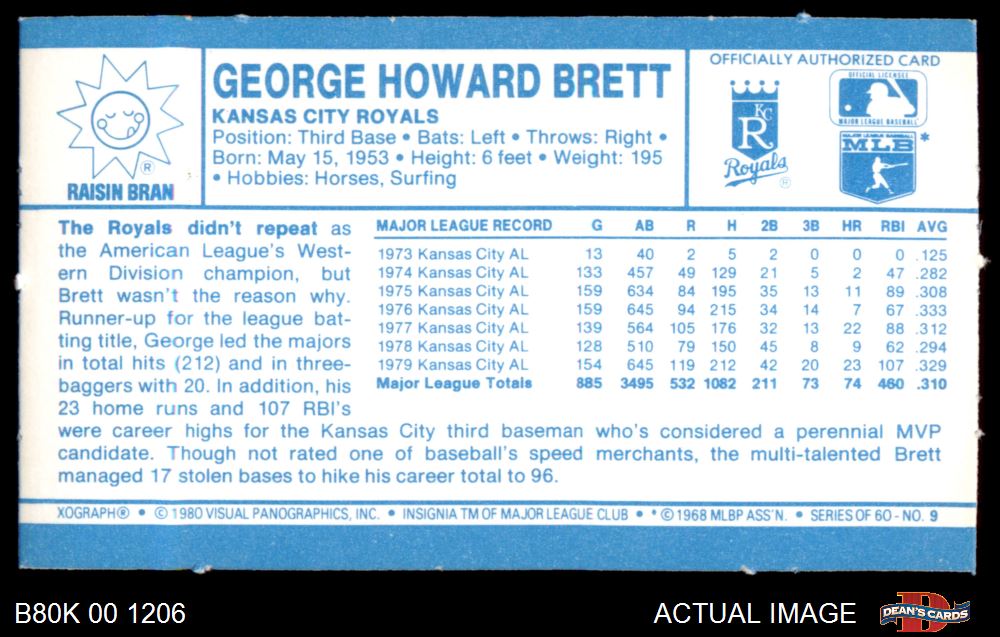 RAISIN BRAN
®
GEORGE HOWARD BRETT
KANSAS CITY ROYALS
Position: Third Base • Bats: Left • Throws: Right •
Born: May 15, 1953 • Height: 6 feet • Weight: 195
• Hobbies: Horses, Surfing
OFFICIALLY AUTHORIZED CARD
KC
R
Royals
®
OFFICIAL LICENSEE
MAJOR LEAGUE BASEBALL
MAJOR LEAGUE BASEBALL
MLB *
The Royals didn't repeat as
the American League's West-
ern Division champion, but
Brett wasn't the reason why.
Runner-up for the league bat-
ting title, George led the majors
in total hits (212) and in three-
baggers with 20. In addition, his
23 home runs and 107 RBI's
were career highs for the Kansas City third baseman who's considered a perennial MVP
candidate. Though not rated one of baseball's speed merchants, the multi-talented Brett
managed 17 stolen bases to hike his career total to 96.
MAJOR LEAGUE RECORD G AB R H 2B 3B HR RBI AVG
1973 Kansas City AL 13 40 2 5 2 0 0 0 .125
1974 Kansas City AL 133 457 49 129 21 5 2 47 .282
1975 Kansas City AL 159 634 84 195 35 13 11 89 .308
1976 Kansas City AL 159 645 94 215 34 14 7 67 .333
1977 Kansas City AL 139 564 105 176 32 13 22 88 .312
1978 Kansas City AL 128 510 79 150 45 8 9 62 .294
1979 Kansas City AL 154 645 119 212 42 20 23 107 .329
Major League Totals 885 3495 532 1082 211 73 74 460 .310
XOGRAPH® • © 1980 VISUAL PANOGRAPHICS, INC. • INSIGNIA TM OF MAJOR LEAGUE CLUB • * © 1968 MLBP ASS'N. • SERIES OF 60 - NO. 9
B80K 00 1206
ACTUAL IMAGE
DEAN'S CARDS